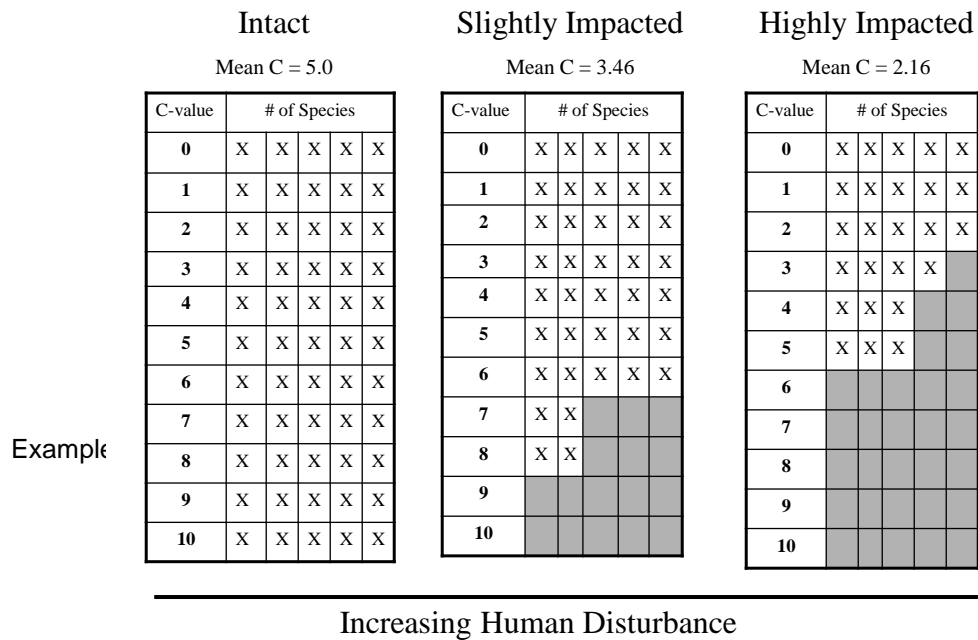 Intact Slightly Impacted Highly Impacted
Mean C = 5.0 Mean C = 3.46 Mean C = 2.16
C-value # of Species C-value # of Species C-value # of Species
0 X X X X X 0 X X X X X 0 X X X X X
1 X X X X X 1 X X X X X 1 X X X X X
2 X X X X X 2 X X X X X 2 X X X X X
3 X X X X X 3 X X X X X 3 X X X X
4 X X X X X 4 X X X X X 4 X X X
5 X X X X X 5 X X X X X 5 X X X
6 X X X X X 6 X X X X X 6
7 X X X X X 7 X X 7
Example
8 X X X X X 8 X X 8
9 X X X X X 9 9
10 X X X X X 10 10
Increasing Human Disturbance